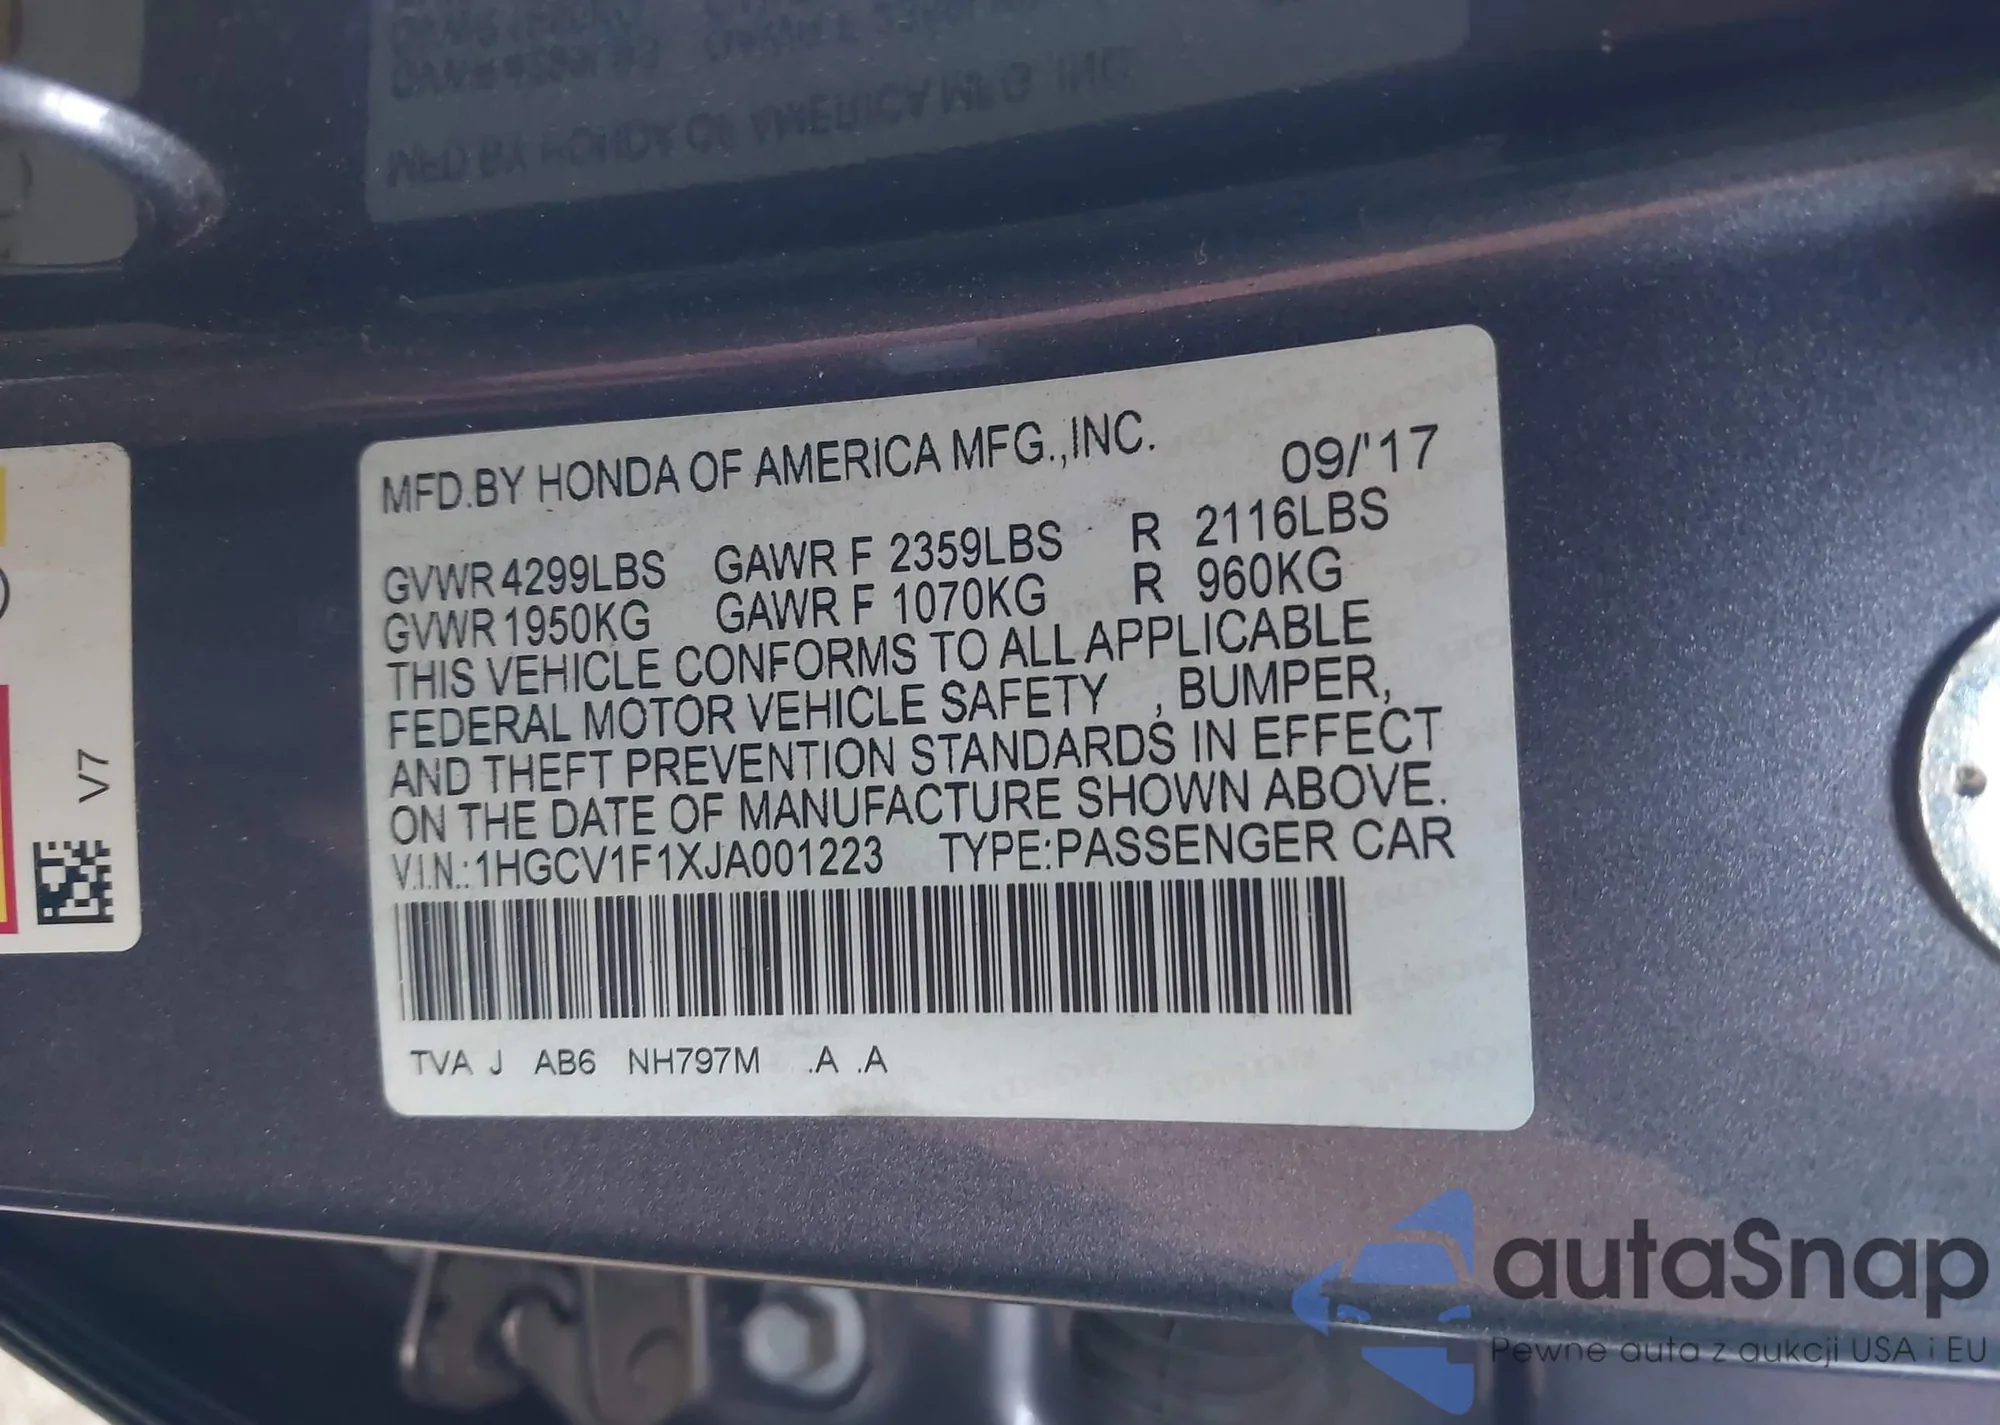 MFD.BY HONDA OF AMERICA MFG.,INC. 09/'17
GVWR 4299LBS GAWR F 2359LBS R 2116LBS
GVWR 1950KG GAWR F 1070KG R 960KG
THIS VEHICLE CONFORMS TO ALL APPLICABLE
FEDERAL MOTOR VEHICLE SAFETY , BUMPER,
AND THEFT PREVENTION STANDARDS IN EFFECT
ON THE DATE OF MANUFACTURE SHOWN ABOVE.
V.I.N.: 1HGCV1F1XJA001223 TYPE:PASSENGER CAR
TVA J AB6 NH797M .A .A
V7
autaSnap
Pewne auta z aukcji USA i EU